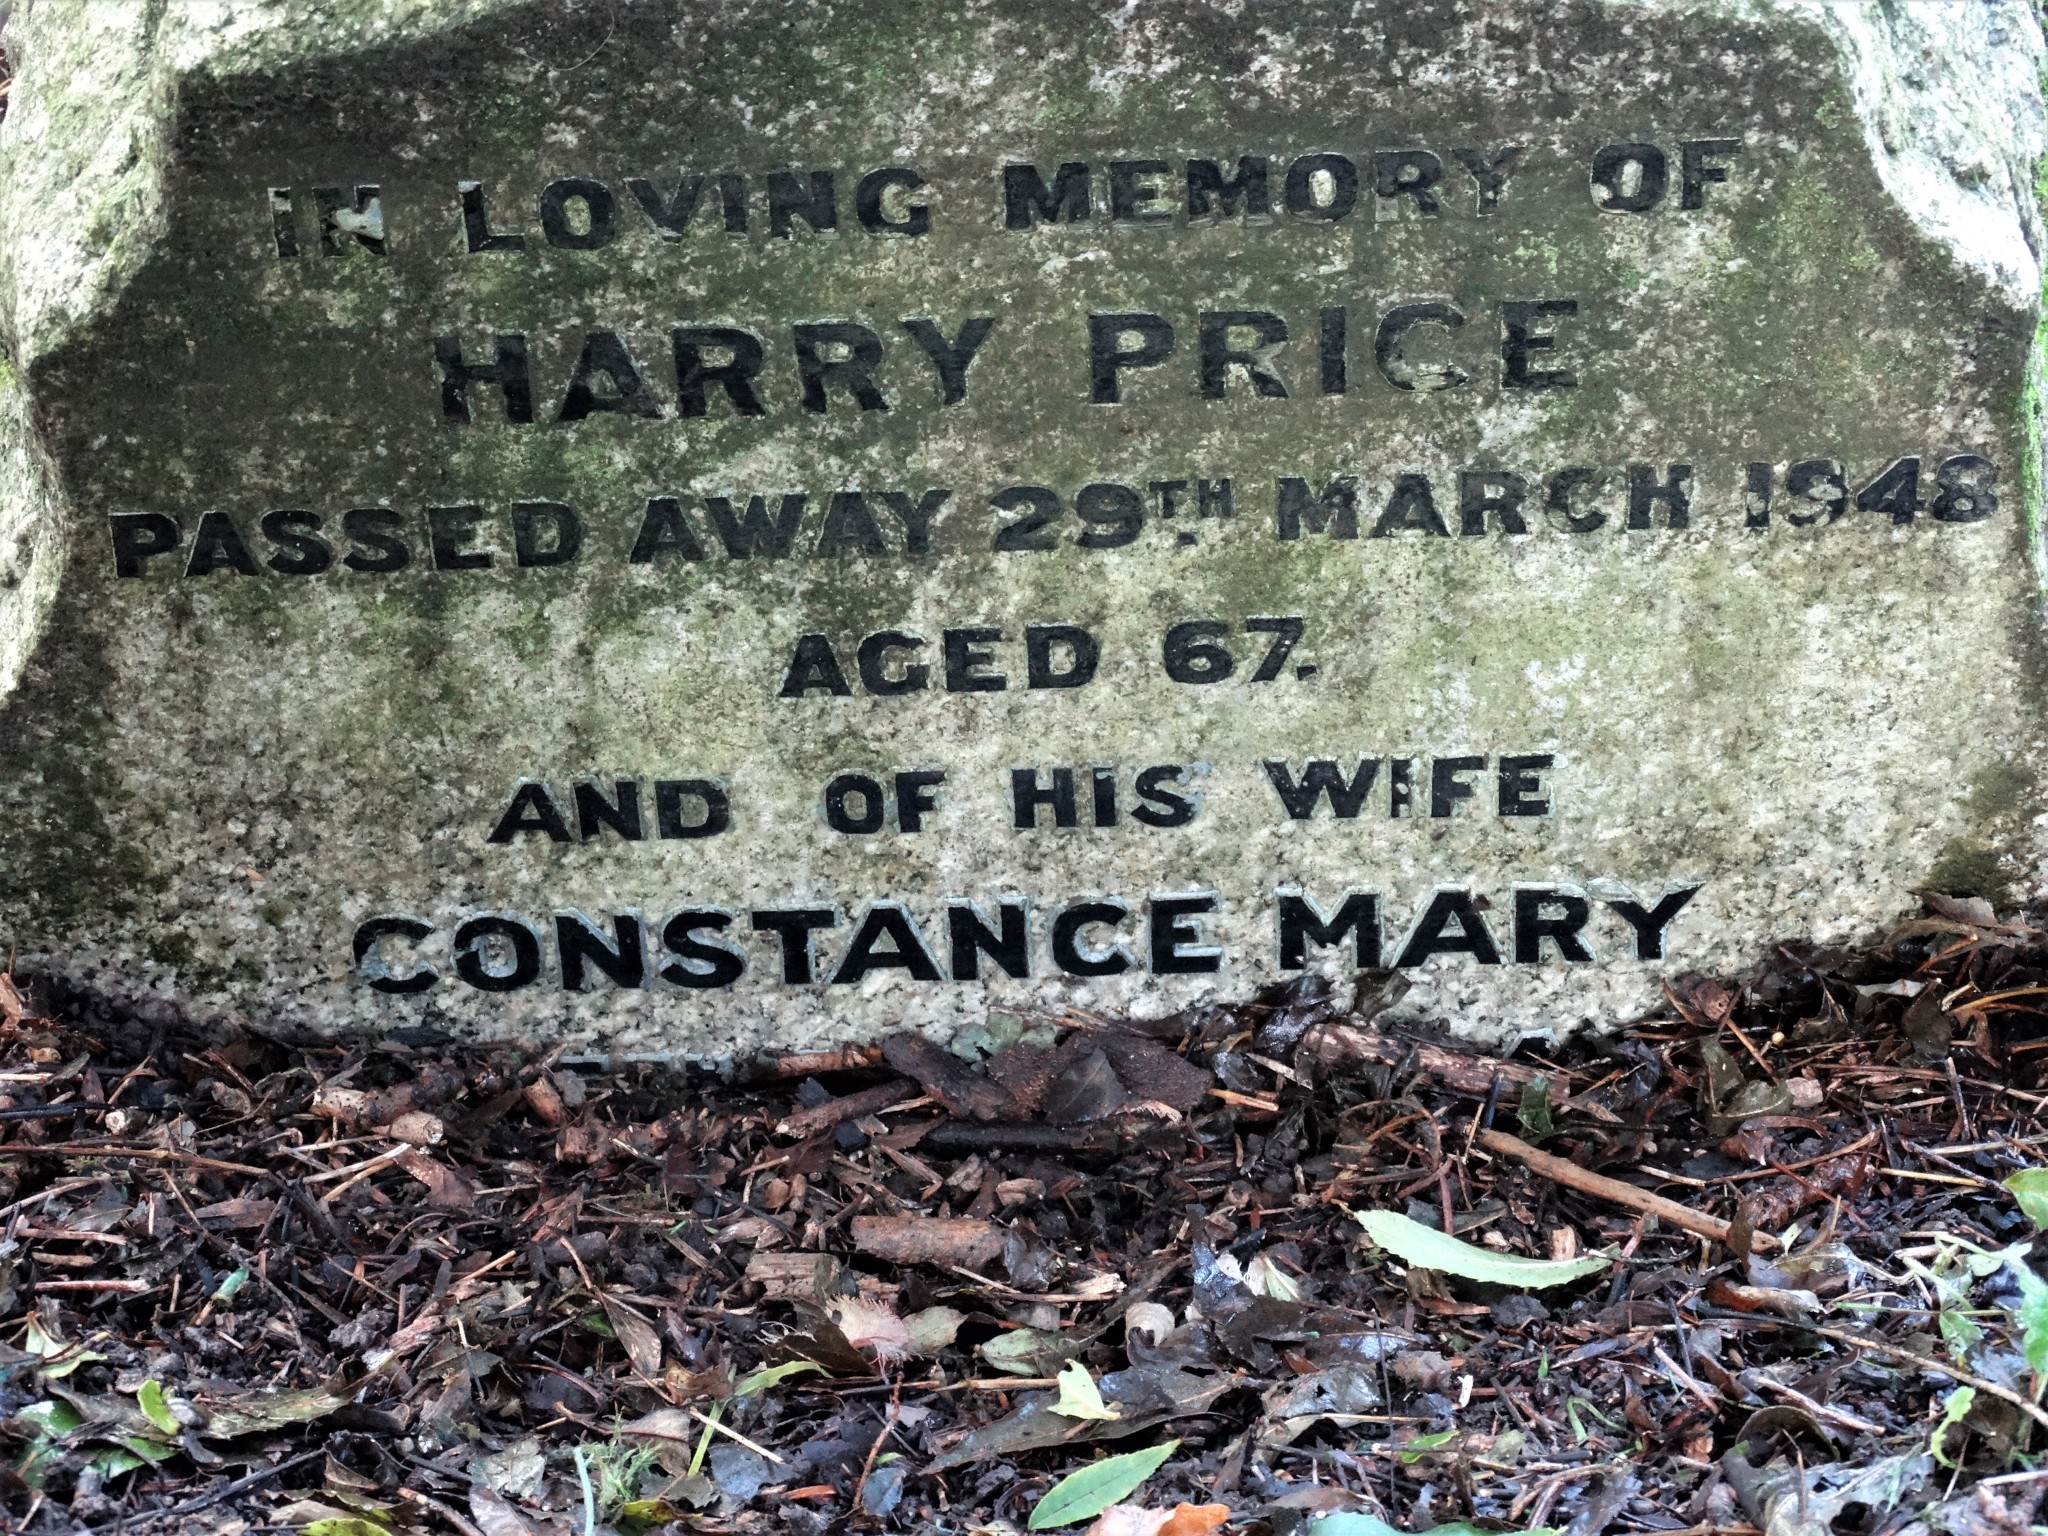 IN LOVING MEMORY OF
HARRY PRICE
PASSED AWAY 29TH MARCH 1948
AGED 67.
AND OF HIS WIFE
CONSTANCE MARY